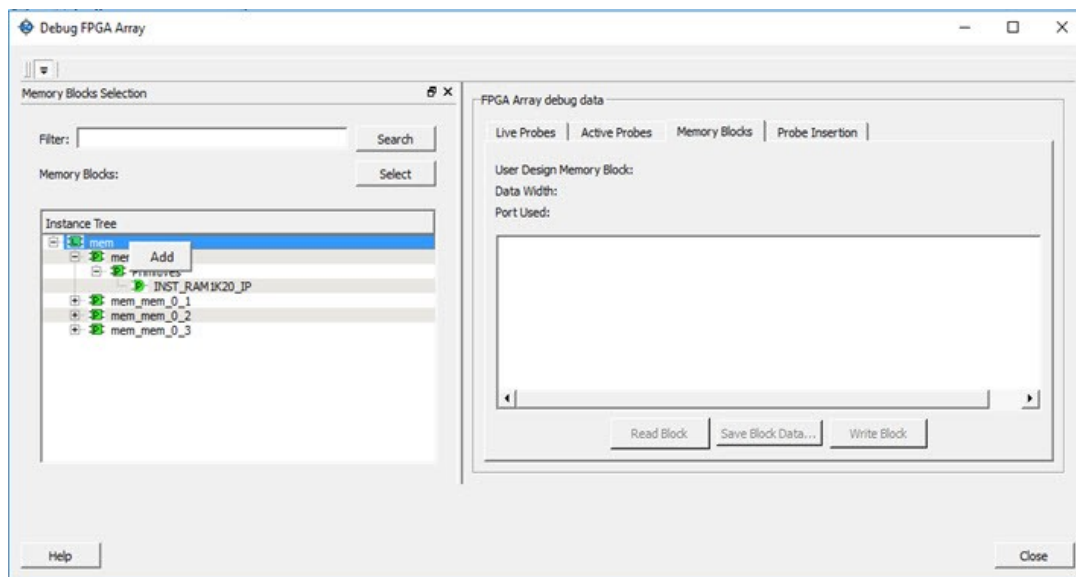 Debug FPGA Array
Memory Blocks Selection
Filter:
Search
Memory Blocks:
Select
Instance Tree
mem
Add
Primitives
INST_RAM1K20_IP
mem_mem_0_1
mem_mem_0_2
mem_mem_0_3
FPGA Array debug data
Live Probes
Active Probes
Memory Blocks
Probe Insertion
User Design Memory Block:
Data Width:
Port Used:
Read Block
Save Block Data...
Write Block
Help
Close